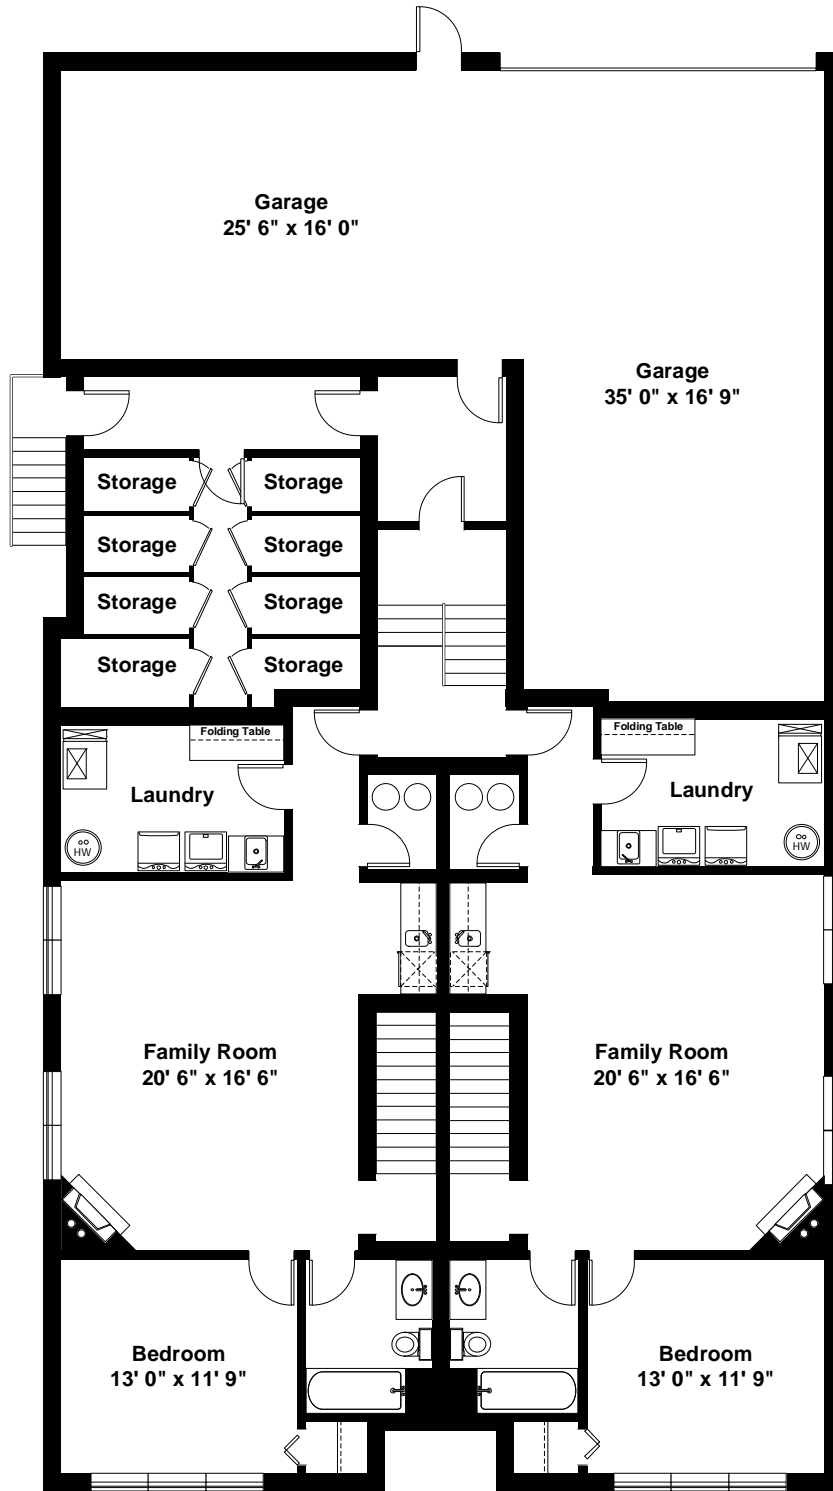 Garage
25' 6" x 16' 0"
Garage
35' 0" x 16' 9"
Storage
Storage
Storage
Storage
Storage
Storage
Storage
Storage
Folding Table
Folding Table
Laundry
Laundry
HW
HW
Family Room
20' 6" x 16' 6"
Family Room
20' 6" x 16' 6"
Bedroom
13' 0" x 11' 9"
Bedroom
13' 0" x 11' 9"